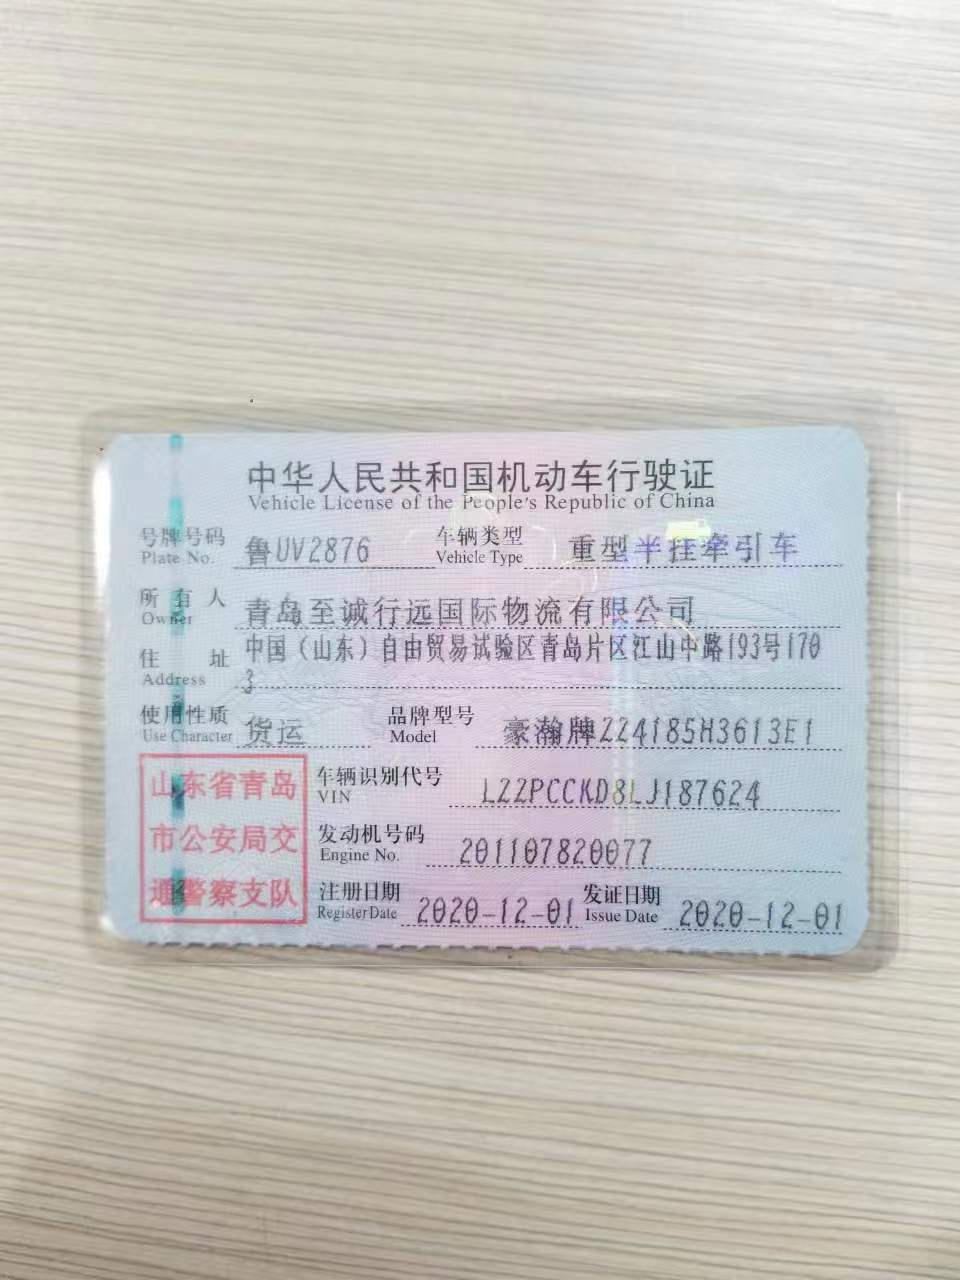 中华人民共和国机动车行驶证
Vehicle License of the People's Republic of China
号牌号码 鲁UV2876 车辆类型 重型半挂牵引车
Plate No. Vehicle Type
所有人 青岛至诚行远国际物流有限公司
Owner
住址 中国（山东）自由贸易试验区青岛片区江山中路193号170
Address 3
使用性质 货运 品牌型号 豪瀚牌ZZ4185H3613E1
Use Character Model
山东省青岛
市公安局交
通警察支队
车辆识别代号 LZZPCCKD8LJ187624
VIN
发动机号码 201107820077
Engine No.
注册日期 2020-12-01 发证日期 2020-12-01
Register Date Issue Date